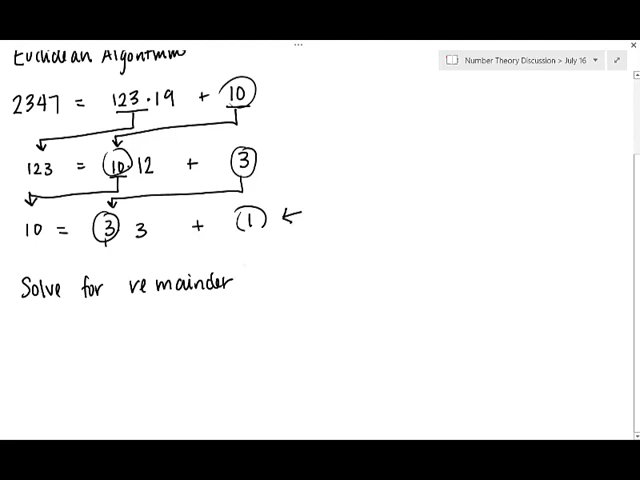 Number Theory Discussion > July 16
Euclidean Algorithm
2347 = 123 · 19 + 10
123 = 10 · 12 + 3
10 = 3 3 + 1
Solve for remainder